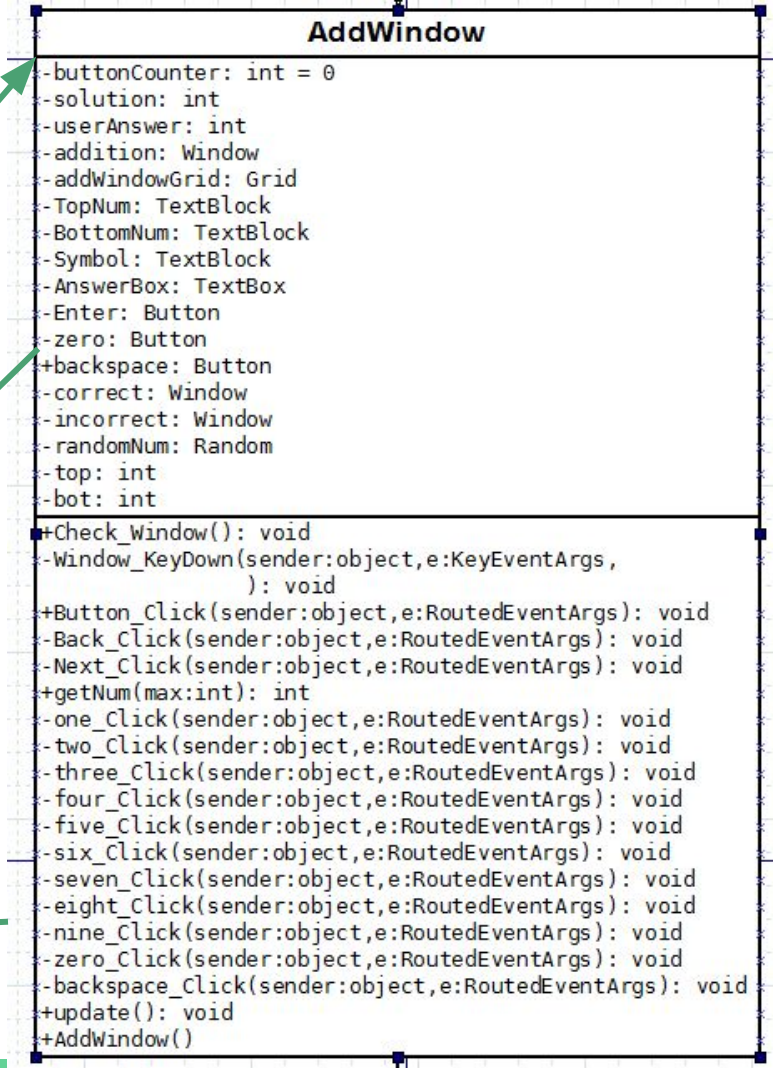 AddWindow
-buttonCounter: int = 0
-solution: int
-userAnswer: int
-addition: Window
-addWindowGrid: Grid
-TopNum: TextBlock
-BottomNum: TextBlock
-Symbol: TextBlock
-AnswerBox: TextBox
-Enter: Button
-zero: Button
+backspace: Button
-correct: Window
-incorrect: Window
-randomNum: Random
-top: int
-bot: int
+Check_Window(): void
-Window_KeyDown(sender:object,e:KeyEventArgs,
): void
+Button_Click(sender:object,e:RoutedEventArgs): void
-Back_Click(sender:object,e:RoutedEventArgs): void
-Next_Click(sender:object,e:RoutedEventArgs): void
+getNum(max:int): int
-one_Click(sender:object,e:RoutedEventArgs): void
-two_Click(sender:object,e:RoutedEventArgs): void
-three_Click(sender:object,e:RoutedEventArgs): void
-four_Click(sender:object,e:RoutedEventArgs): void
-five_Click(sender:object,e:RoutedEventArgs): void
-six_Click(sender:object,e:RoutedEventArgs): void
-seven_Click(sender:object,e:RoutedEventArgs): void
-eight_Click(sender:object,e:RoutedEventArgs): void
-nine_Click(sender:object,e:RoutedEventArgs): void
-zero_Click(sender:object,e:RoutedEventArgs): void
-backspace_Click(sender:object,e:RoutedEventArgs): void
+update(): void
+AddWindow()